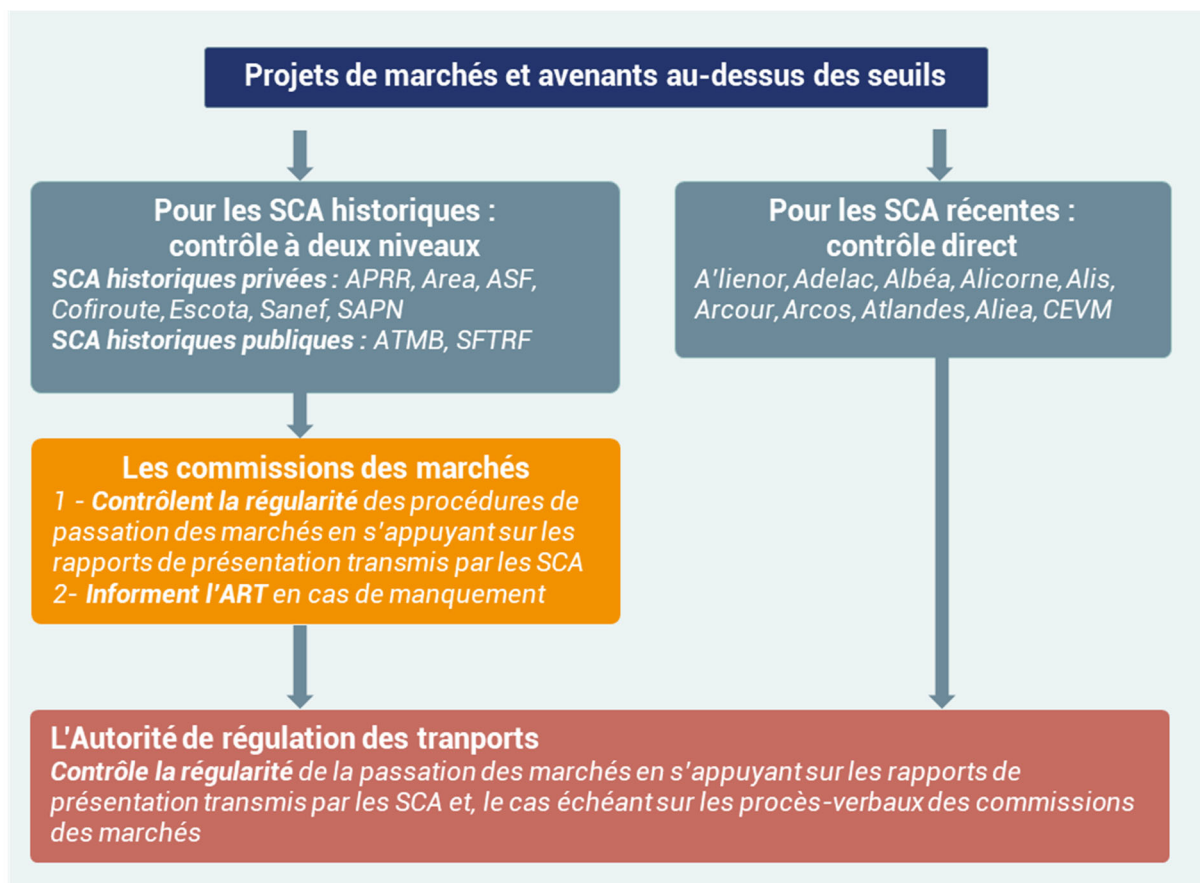 Projets de marchés et avenants au-dessus des seuils
Pour les SCA historiques :
contrôle à deux niveaux
SCA historiques privées : APRR, Area, ASF,
Cofiroute, Escota, Sanef, SAPN
SCA historiques publiques : ATMB, SFTRF
Pour les SCA récentes :
contrôle direct
A'lienor, Adelac, Albéa, Alicorne, Alis,
Arcour, Arcos, Atlandes, Aliea, CEVM
Les commissions des marchés
1 - Contrôlent la régularité des procédures de
passation des marchés en s'appuyant sur les
rapports de présentation transmis par les SCA
2- Informent l'ART en cas de manquement
L'Autorité de régulation des tranports
Contrôle la régularité de la passation des marchés en s'appuyant sur les rapports de
présentation transmis par les SCA et, le cas échéant sur les procès-verbaux des commissions
des marchés